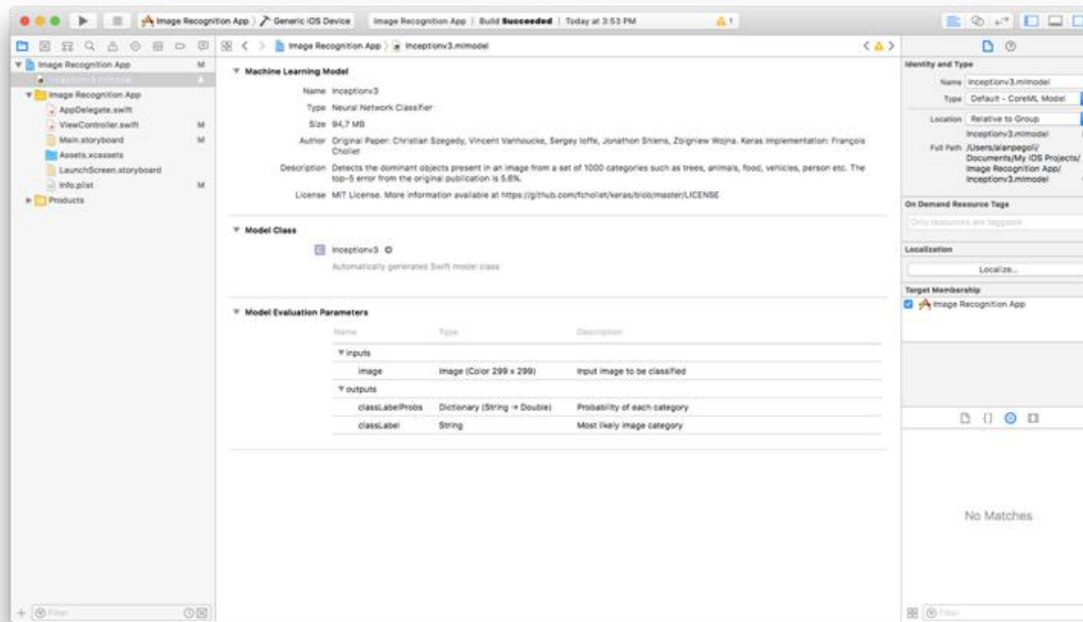 Image Recognition App
Generic iOS Device
Image Recognition App | Build Succeeded | Today at 3:53 PM
1
Image Recognition App
Inceptionv3.mlmodel
Image Recognition App
M
Inceptionv3.mlmodel
A
Image Recognition App
AppDelegate.swift
ViewController.swift
M
Main.storyboard
M
Assets.xcassets
LaunchScreen.storyboard
Info.plist
M
Products
Filter
Machine Learning Model
Name Inceptionv3
Type Neural Network Classifier
Size 94,7 MB
Author Original Paper: Christian Szegedy, Vincent Vanhoucke, Sergey Ioffe, Jonathon Shlens, Zbigniew Wojna. Keras Implementation: François
Chollet
Description Detects the dominant objects present in an image from a set of 1000 categories such as trees, animals, food, vehicles, person etc. The
top-5 error from the original publication is 5.6%.
License MIT License. More information available at https://github.com/fchollet/keras/blob/master/LICENSE
Model Class
Inceptionv3
Automatically generated Swift model class
Model Evaluation Parameters
Name Type Description
inputs
image Image (Color 299 x 299) Input image to be classified
outputs
classLabelProbs Dictionary (String → Double) Probability of each category
classLabel String Most likely image category
Identity and Type
Name Inceptionv3.mlmodel
Type Default - CoreML Model
Location Relative to Group
Inceptionv3.mlmodel
Full Path /Users/alanpegoli/
Documents/My iOS Projects/
Image Recognition App/
Inceptionv3.mlmodel
On Demand Resource Tags
Only resources are taggable
Localization
Localize...
Target Membership
Image Recognition App
{}
No Matches
Filter